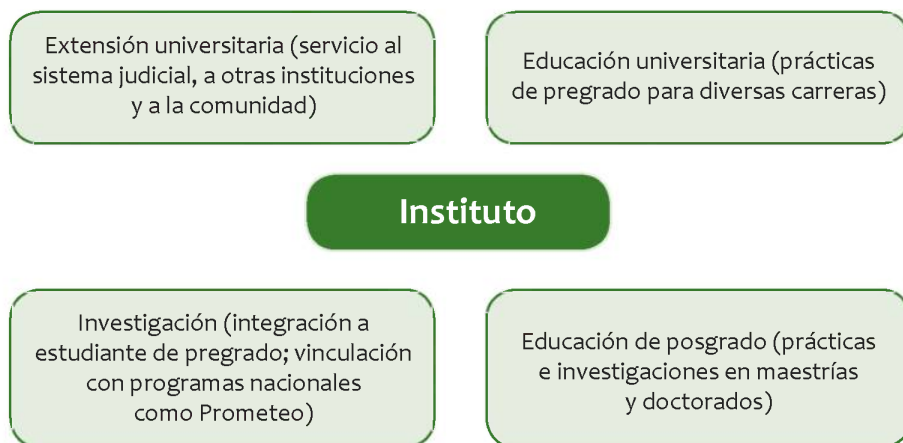 Extensión universitaria (servicio al
sistema judicial, a otras instituciones
y a la comunidad)
Educación universitaria (prácticas
de pregrado para diversas carreras)
Instituto
Investigación (integración a
estudiante de pregrado; vinculación
con programas nacionales
como Prometeo)
Educación de posgrado (prácticas
e investigaciones en maestrías
y doctorados)